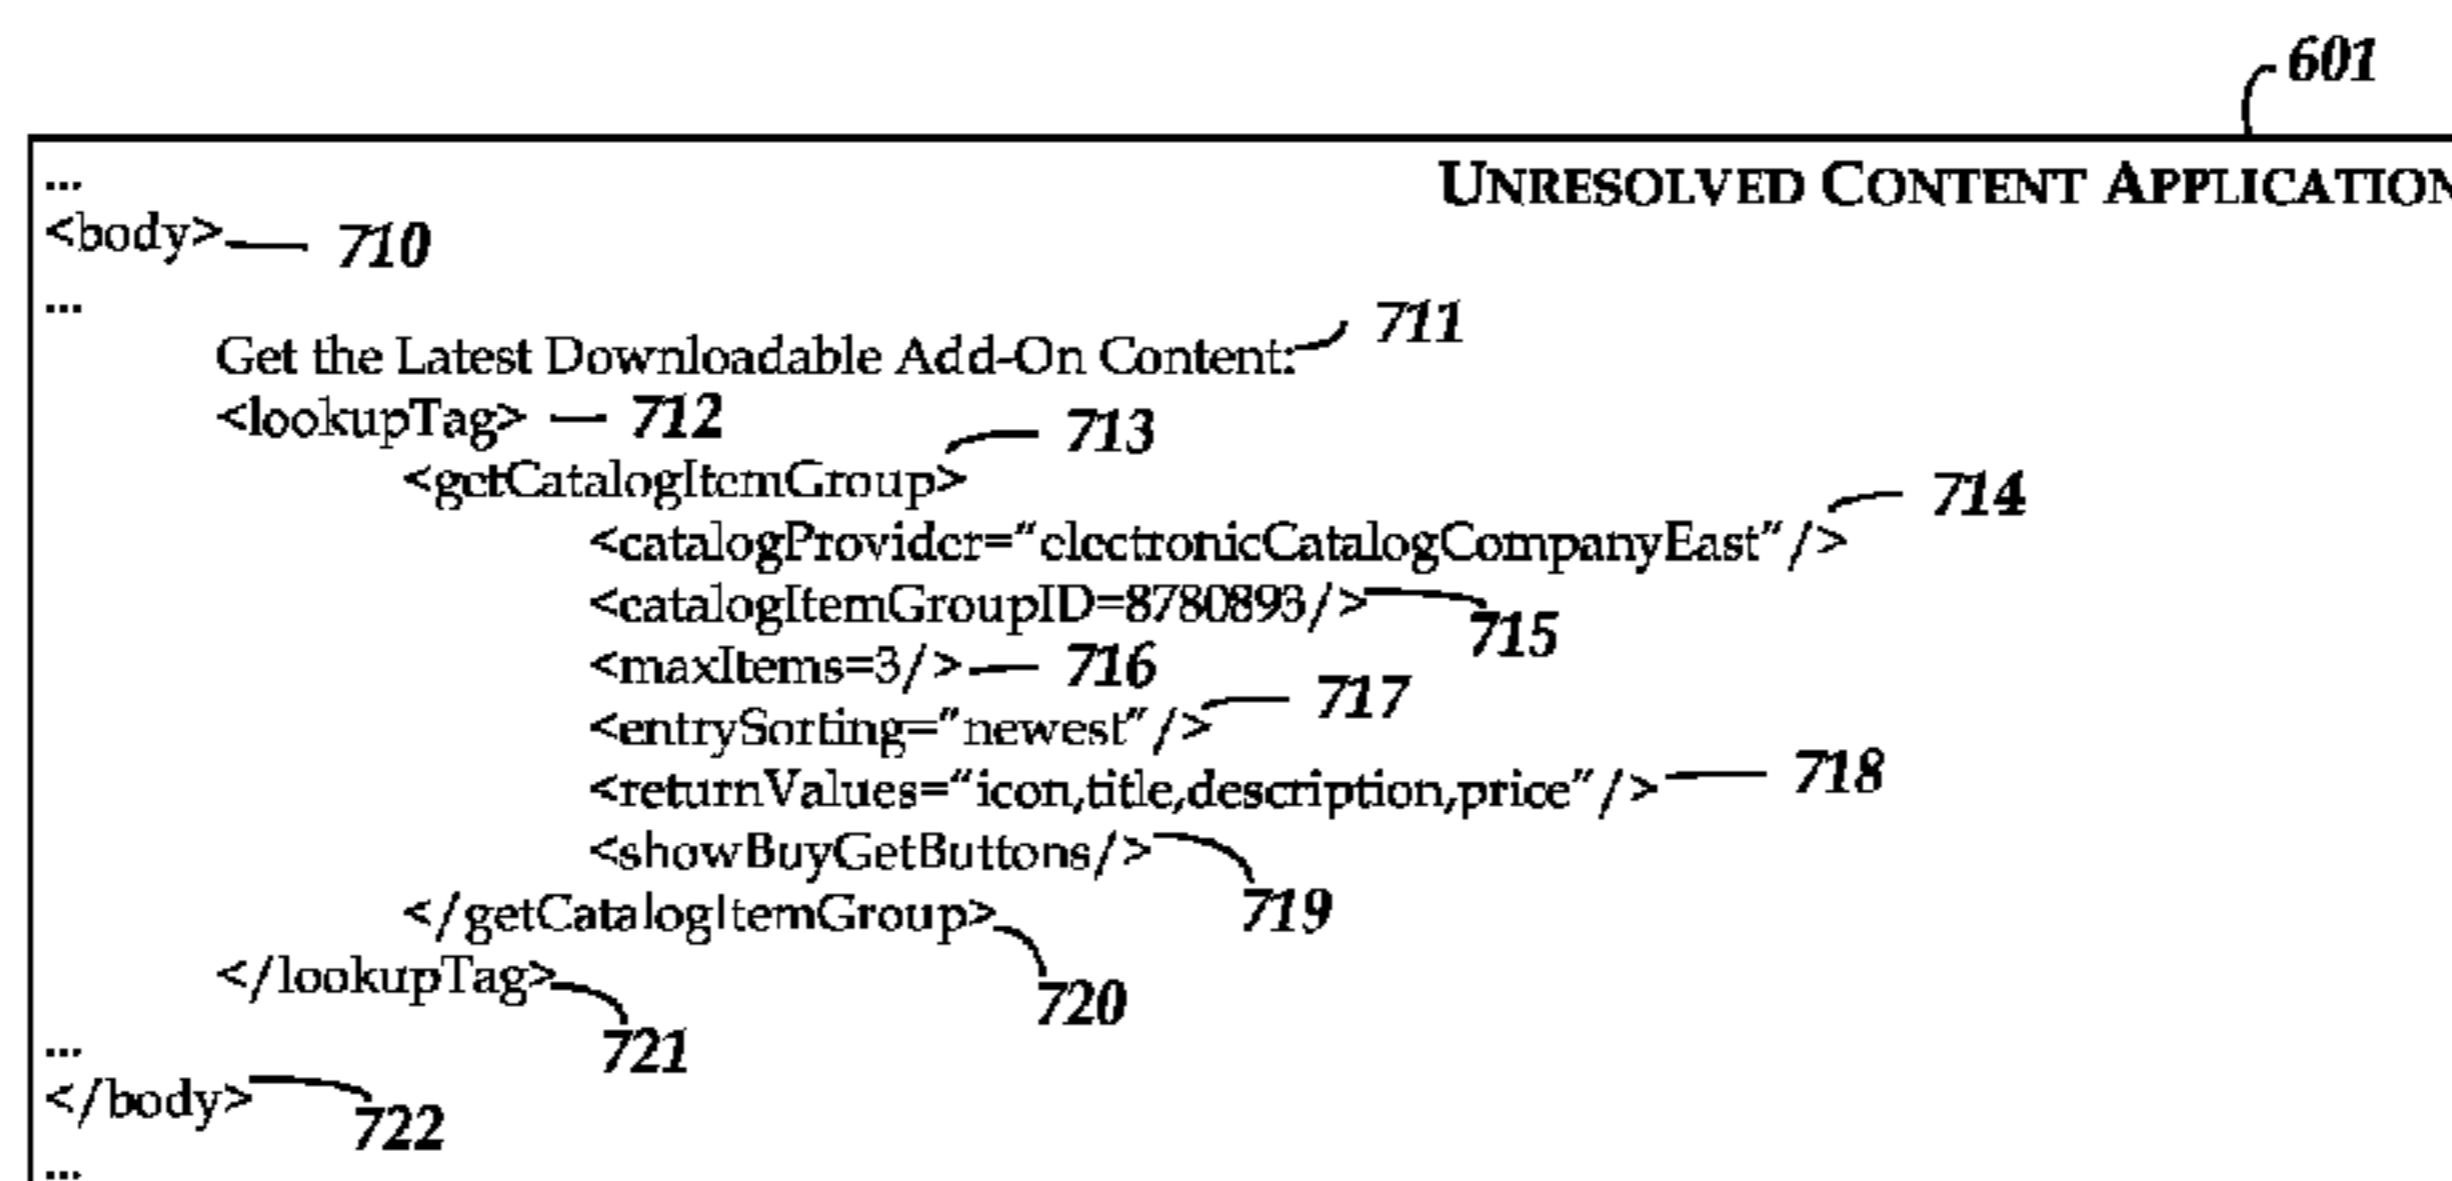 601
... UNRESOLVED CONTENT APPLICATION
<body> 710
...
Get the Latest Downloadable Add-On Content: 711
<lookupTag> 712
<getCatalogItemGroup> 713
<catalogProvider="electronicCatalogCompanyEast"/> 714
<catalogItemGroupID=8780893/> 715
<maxItems=3/> 716
<entrySorting="newest"/> 717
<returnValues="icon,title,description,price"/> 718
<showBuyGetButtons/> 719
</getCatalogItemGroup> 720
</lookupTag> 721
...
</body> 722
...